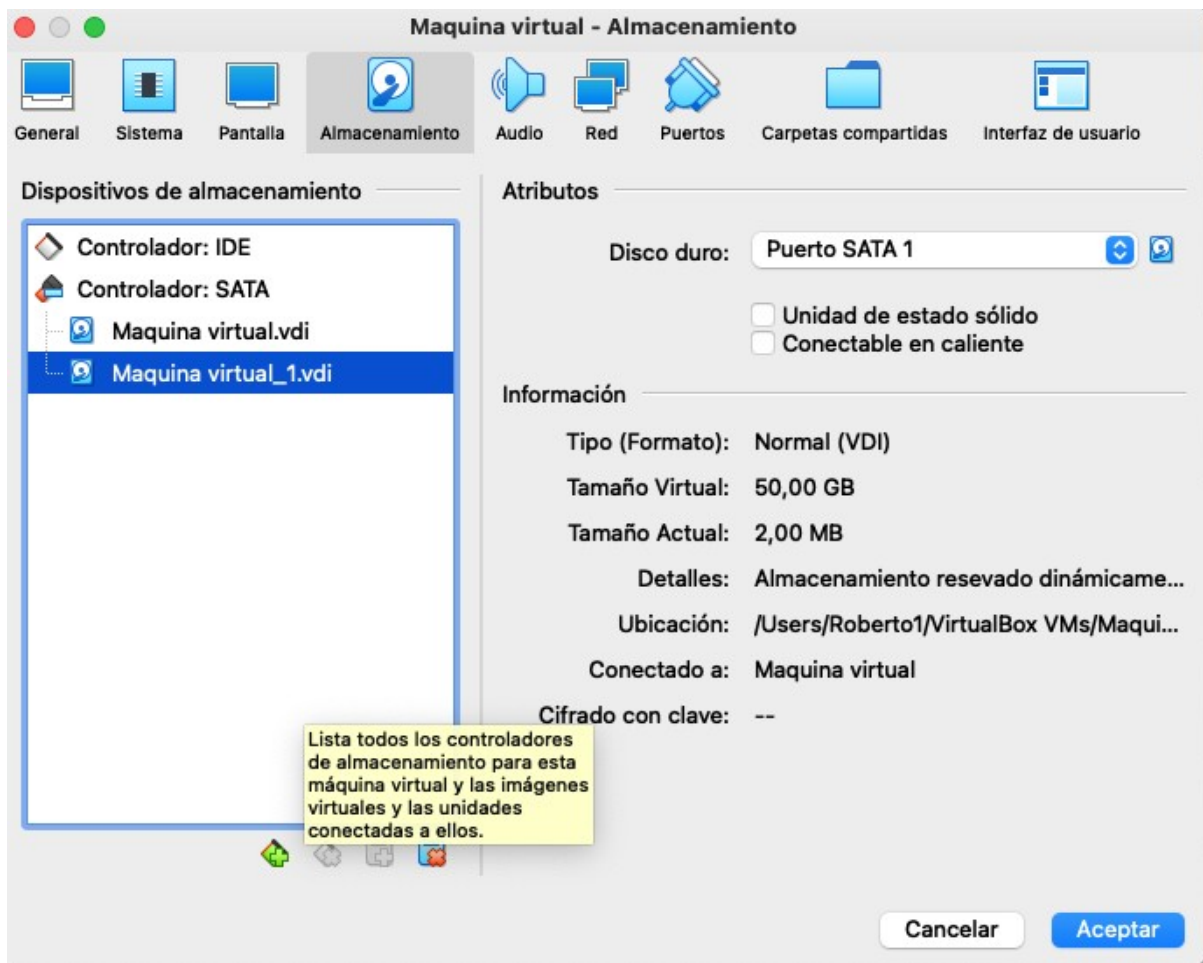 Maquina virtual - Almacenamiento
General
Sistema
Pantalla
Almacenamiento
Audio
Red
Puertos
Carpetas compartidas
Interfaz de usuario
Dispositivos de almacenamiento
Controlador: IDE
Controlador: SATA
Maquina virtual.vdi
Maquina virtual_1.vdi
Atributos
Disco duro: Puerto SATA 1
Unidad de estado sólido
Conectable en caliente
Información
Tipo (Formato): Normal (VDI)
Tamaño Virtual: 50,00 GB
Tamaño Actual: 2,00 MB
Detalles: Almacenamiento resevado dinámicame...
Ubicación: /Users/Roberto1/VirtualBox VMs/Maqui...
Conectado a: Maquina virtual
Cifrado con clave: --
Lista todos los controladores
de almacenamiento para esta
máquina virtual y las imágenes
virtuales y las unidades
conectadas a ellos.
Cancelar
Aceptar